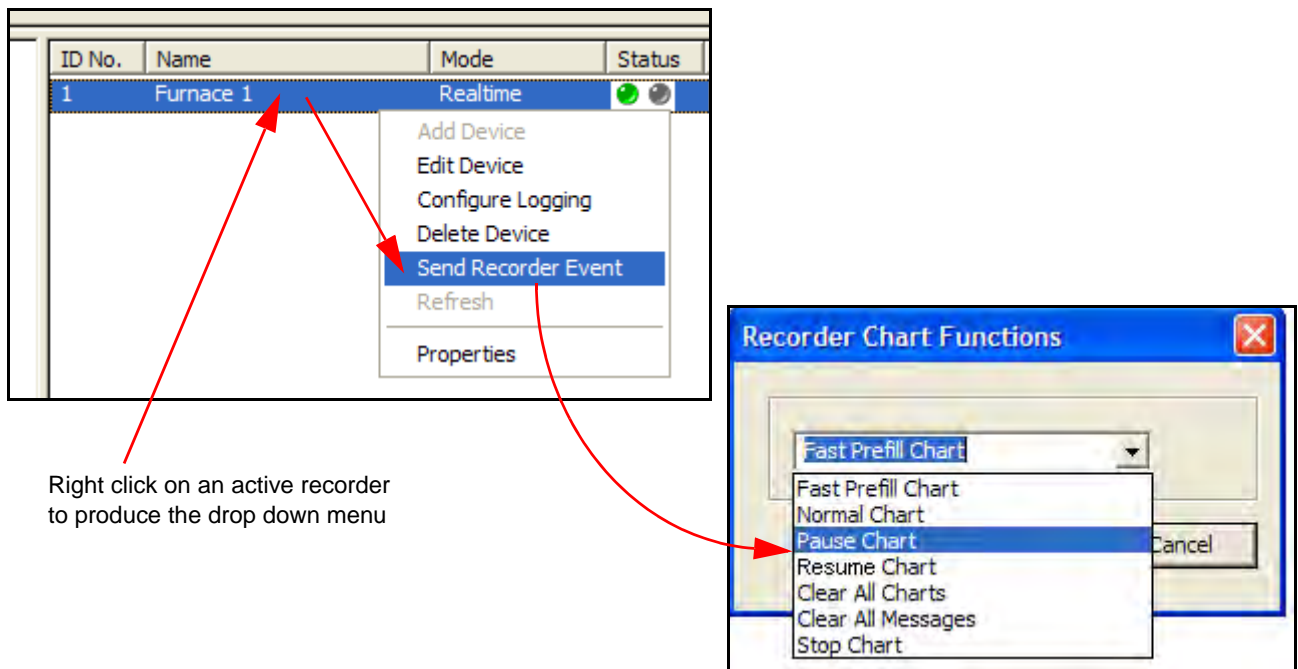 ID No. Name Mode Status
1 Furnace 1 Realtime
Add Device
Edit Device
Configure Logging
Delete Device
Send Recorder Event
Refresh
Properties
Right click on an active recorder
to produce the drop down menu
Recorder Chart Functions
Fast Prefill Chart
Fast Prefill Chart
Normal Chart
Pause Chart
Cancel
Resume Chart
Clear All Charts
Clear All Messages
Stop Chart